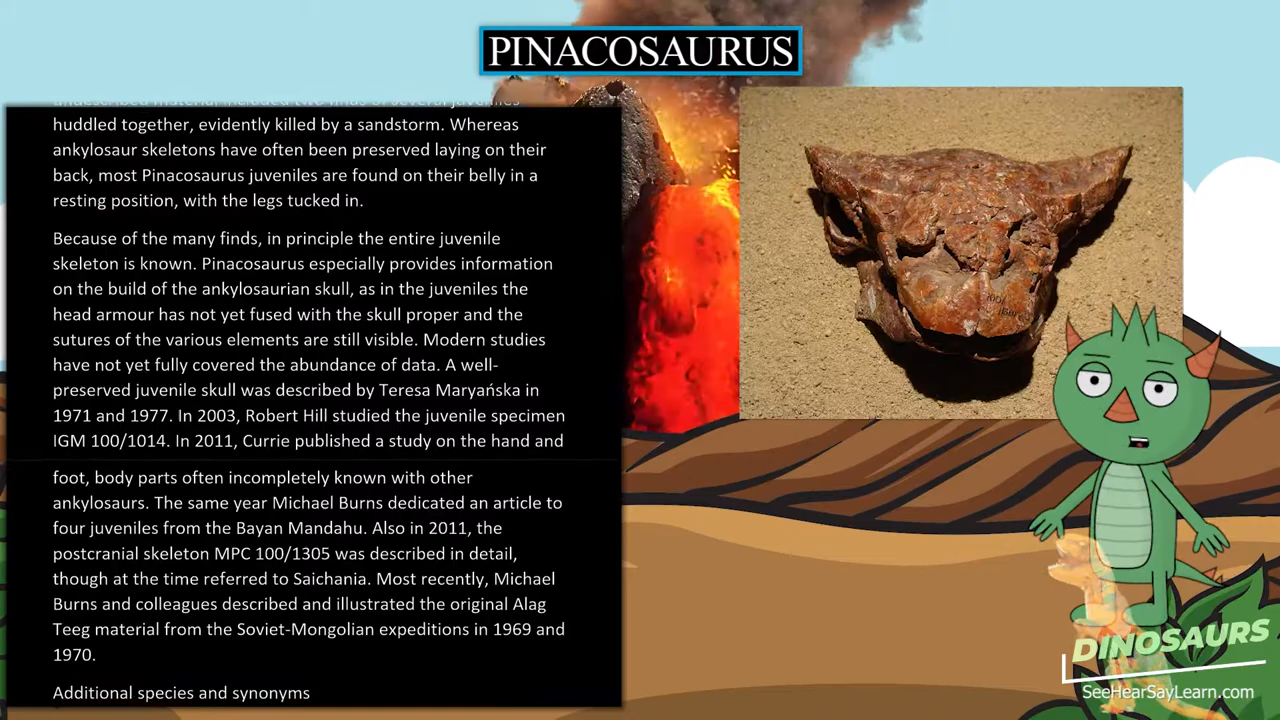 PINACOSAURUS
undescribed material included two finds of several juveniles
huddled together, evidently killed by a sandstorm. Whereas
ankylosaur skeletons have often been preserved laying on their
back, most Pinacosaurus juveniles are found on their belly in a
resting position, with the legs tucked in.
Because of the many finds, in principle the entire juvenile
skeleton is known. Pinacosaurus especially provides information
on the build of the ankylosaurian skull, as in the juveniles the
head armour has not yet fused with the skull proper and the
sutures of the various elements are still visible. Modern studies
have not yet fully covered the abundance of data. A well-
preserved juvenile skull was described by Teresa Maryańska in
1971 and 1977. In 2003, Robert Hill studied the juvenile specimen
IGM 100/1014. In 2011, Currie published a study on the hand and
foot, body parts often incompletely known with other
ankylosaurs. The same year Michael Burns dedicated an article to
four juveniles from the Bayan Mandahu. Also in 2011, the
postcranial skeleton MPC 100/1305 was described in detail,
though at the time referred to Saichania. Most recently, Michael
Burns and colleagues described and illustrated the original Alag
Teeg material from the Soviet-Mongolian expeditions in 1969 and
1970.
Additional species and synonyms
DINOSAURS
SeeHearSayLearn.com